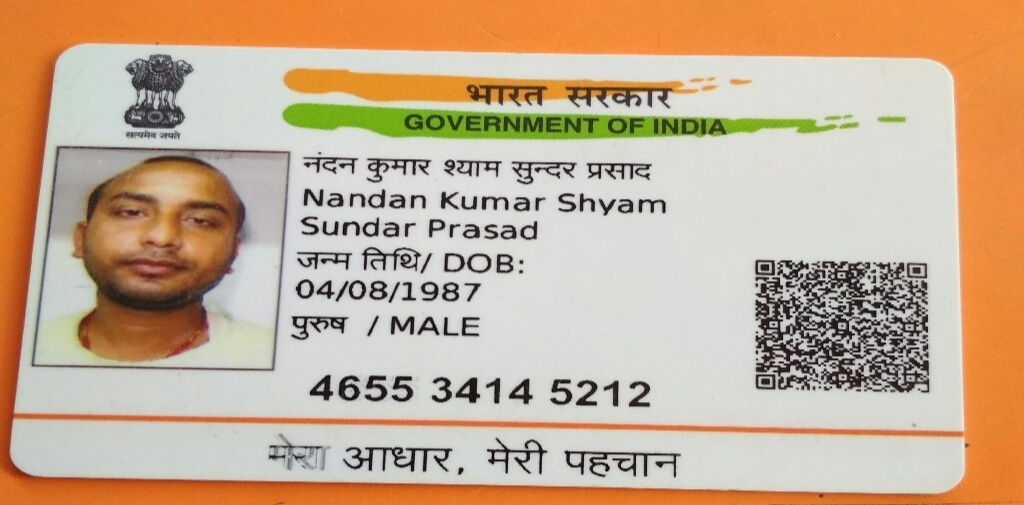 सत्यमेव जयते
भारत सरकार
GOVERNMENT OF INDIA
नंदन कुमार श्याम सुन्दर प्रसाद
Nandan Kumar Shyam
Sundar Prasad
जन्म तिथि/ DOB:
04/08/1987
पुरुष / MALE
4655 3414 5212
मेरा आधार, मेरी पहचान